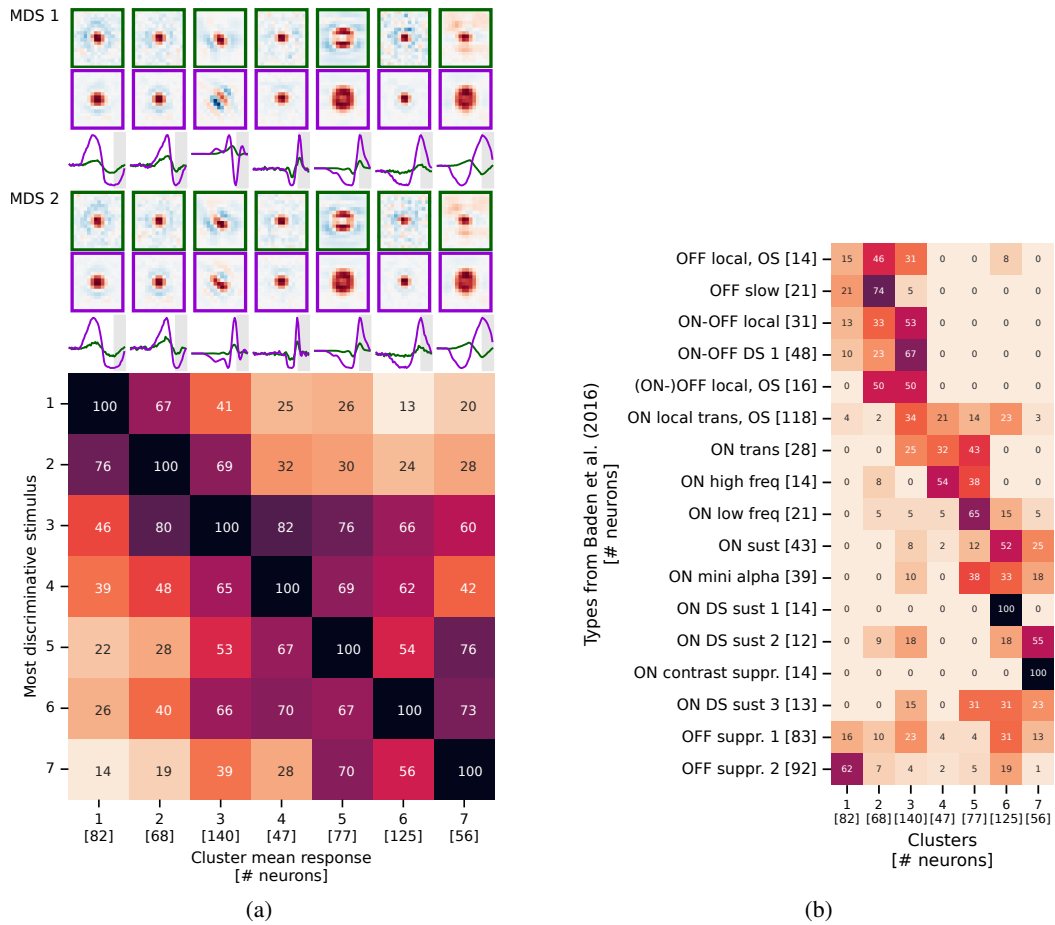 MDS 1
MDS 2
Most discriminative stimulus
1 100 67 41 25 26 13 20
2 76 100 69 32 30 24 28
3 46 80 100 82 76 66 60
4 39 48 65 100 69 62 42
5 22 28 53 67 100 54 76
6 26 40 66 70 67 100 73
7 14 19 39 28 70 56 100
1 2 3 4 5 6 7
[82] [68] [140] [47] [77] [125] [56]
Cluster mean response
[# neurons]
(a)
Types from Baden et al. (2016)
[# neurons]
OFF local, OS [14] 15 46 31 0 0 8 0
OFF slow [21] 21 74 5 0 0 0 0
ON-OFF local [31] 13 33 53 0 0 0 0
ON-OFF DS 1 [48] 10 23 67 0 0 0 0
(ON-)OFF local, OS [16] 0 50 50 0 0 0 0
ON local trans, OS [118] 4 2 34 21 14 23 3
ON trans [28] 0 0 25 32 43 0 0
ON high freq [14] 0 8 0 54 38 0 0
ON low freq [21] 0 5 5 5 65 15 5
ON sust [43] 0 0 8 2 12 52 25
ON mini alpha [39] 0 0 10 0 38 33 18
ON DS sust 1 [14] 0 0 0 0 0 100 0
ON DS sust 2 [12] 0 9 18 0 0 18 55
ON contrast suppr. [14] 0 0 0 0 0 0 100
ON DS sust 3 [13] 0 0 15 0 31 31 23
OFF suppr. 1 [83] 16 10 23 4 4 31 13
OFF suppr. 2 [92] 62 7 4 2 5 19 1
1 2 3 4 5 6 7
[82] [68] [140] [47] [77] [125] [56]
Clusters
[# neurons]
(b)